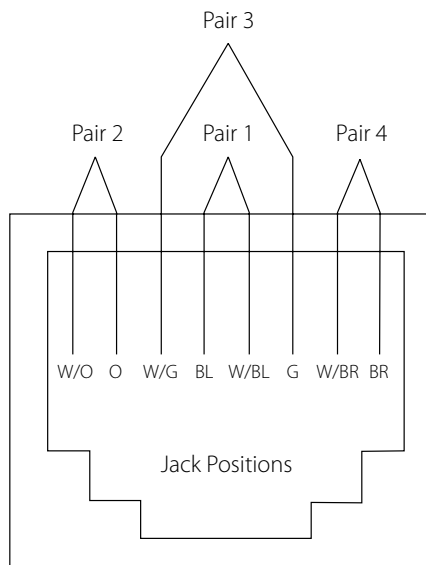 Pair 3
Pair 2 Pair 1 Pair 4
W/O O W/G BL W/BL G W/BR BR
Jack Positions